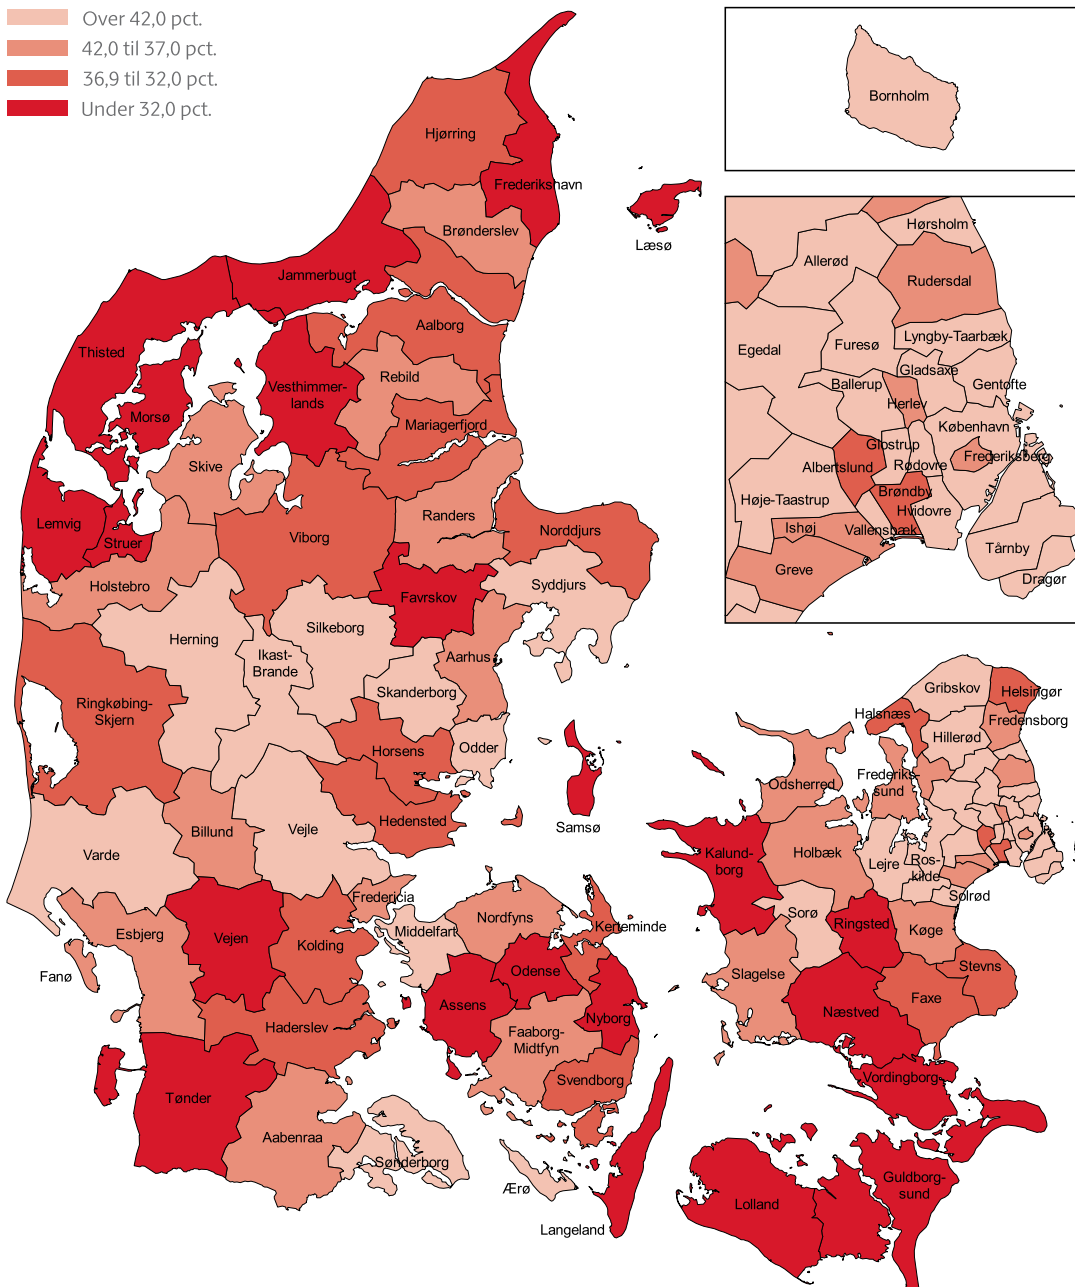 Over 42,0 pct.
42,0 til 37,0 pct.
36,9 til 32,0 pct.
Under 32,0 pct.
Bornholm
Hjørring
Frederikshavn
Brønderslev
Læsø
Jammerbugt
Aalborg
Thisted
Rebild
Vesthimmer-
lands
Morsø
Mariagerfjord
Skive
Lemvig
Struer
Viborg
Randers
Norddjurs
Holstebro
Favrskov
Syddjurs
Herning
Silkeborg
Ikast-
Brande
Aarhus
Skanderborg
Ringkøbing-
Skjern
Horsens
Odder
Samsø
Hedensted
Billund
Vejle
Varde
Fredericia
Esbjerg
Vejen
Kolding
Middelfart
Nordfyns
Kerteminde
Fanø
Odense
Assens
Nyborg
Haderslev
Faaborg-
Midtfyn
Svendborg
Tønder
Aabenraa
Sønderborg
Ærø
Langeland
Hørsholm
Allerød
Rudersdal
Egedal
Furesø
Lyngby-Taarbæk
Gladsaxe
Ballerup
Gentofte
Herlev
København
Glostrup
Frederiksberg
Albertslund
Rødovre
Høje-Taastrup
Brøndby
Hvidovre
Ishøj
Vallensbæk
Greve
Tårnby
Dragør
Gribskov
Helsingør
Halsnæs
Fredensborg
Hillerød
Odsherred
Frederiks-
sund
Kalund-
borg
Holbæk
Lejre
Ros-
kilde
Solrød
Sorø
Ringsted
Køge
Slagelse
Stevns
Næstved
Faxe
Vordingborg
Guldborg-
sund
Lolland